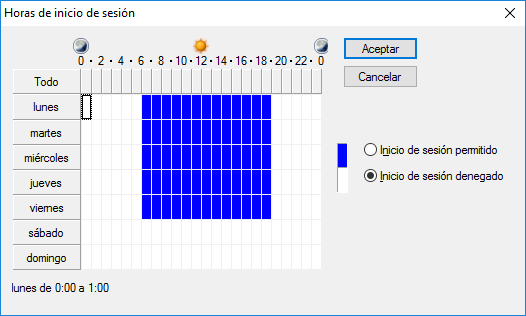 Horas de inicio de sesión
0 · 2 · 4 · 6 · 8 · 10 · 12 · 14 · 16 · 18 · 20 · 22 · 0
Aceptar
Cancelar
Todo
lunes
martes
miércoles
jueves
viernes
sábado
domingo
Inicio de sesión permitido
Inicio de sesión denegado
lunes de 0:00 a 1:00